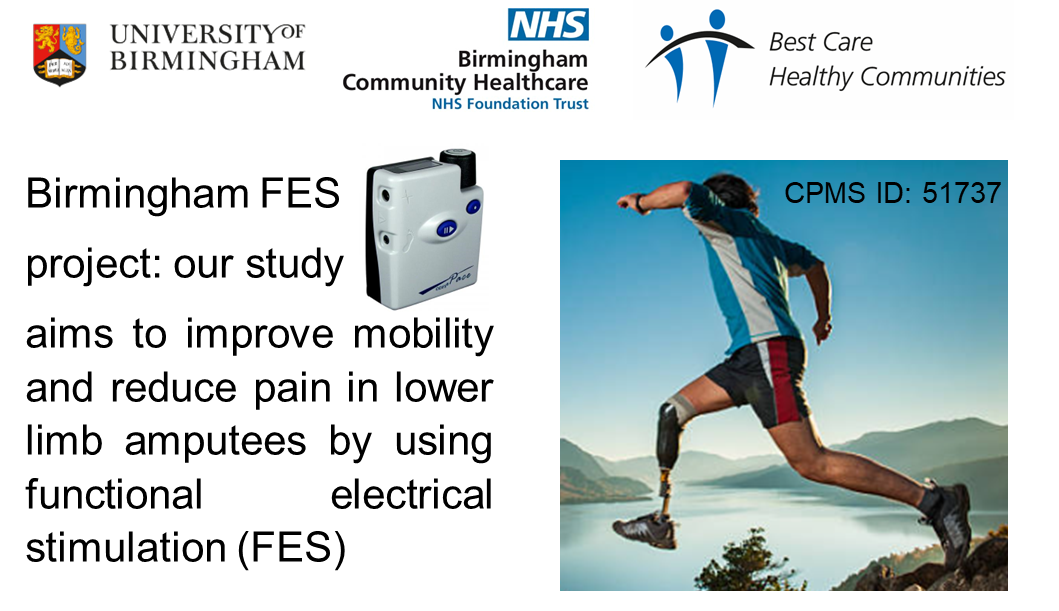 UNIVERSITY OF
BIRMINGHAM
NHS
Birmingham
Community Healthcare
NHS Foundation Trust
Best Care
Healthy Communities
Birmingham FES
project: our study
aims to improve mobility
and reduce pain in lower
limb amputees by using
functional electrical
stimulation (FES)
Pace
CPMS ID: 51737